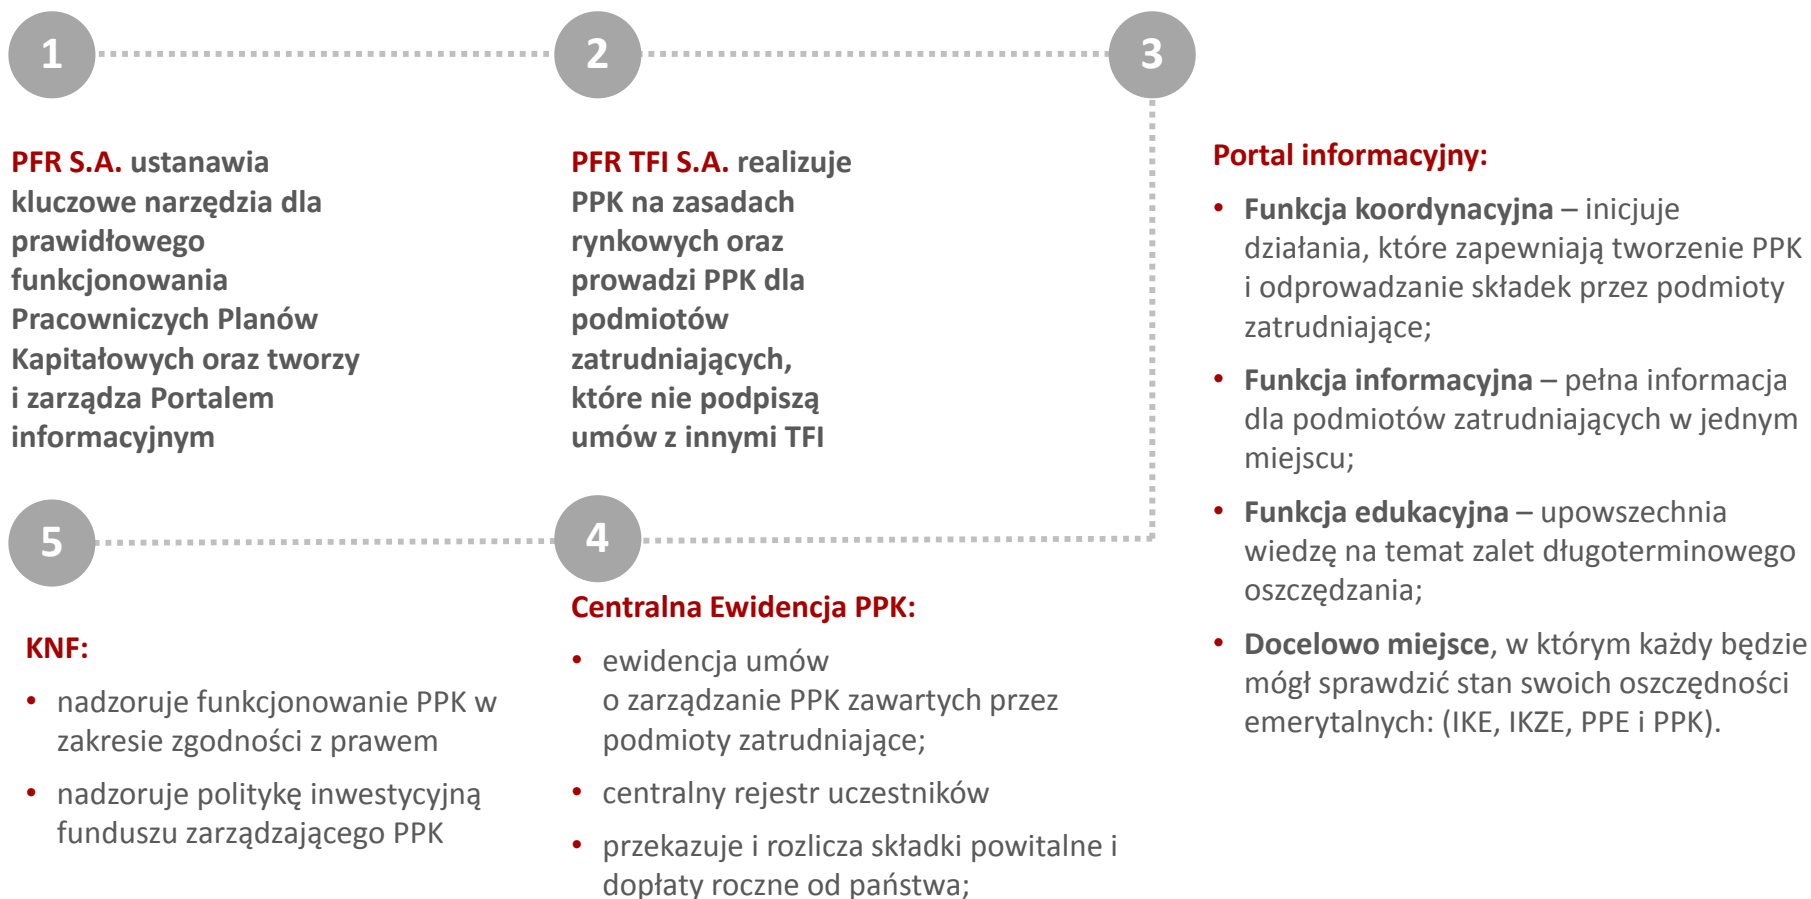 1
2
3
PFR S.A. ustanawia
kluczowe narzędzia dla
prawidłowego
funkcjonowania
Pracowniczych Planów
Kapitałowych oraz tworzy
i zarządza Portalem
informacyjnym
PFR TFI S.A. realizuje
PPK na zasadach
rynkowych oraz
prowadzi PPK dla
podmiotów
zatrudniających,
które nie podpiszą
umów z innymi TFI
Portal informacyjny:
• Funkcja koordynacyjna – inicjuje
działania, które zapewniają tworzenie PPK
i odprowadzanie składek przez podmioty
zatrudniające;
• Funkcja informacyjna – pełna informacja
dla podmiotów zatrudniających w jednym
miejscu;
• Funkcja edukacyjna – upowszechnia
wiedzę na temat zalet długoterminowego
oszczędzania;
• Docelowo miejsce, w którym każdy będzie
mógł sprawdzić stan swoich oszczędności
emerytalnych: (IKE, IKZE, PPE i PPK).
4
Centralna Ewidencja PPK:
• ewidencja umów
o zarządzanie PPK zawartych przez
podmioty zatrudniające;
• centralny rejestr uczestników
• przekazuje i rozlicza składki powitalne i
dopłaty roczne od państwa;
5
KNF:
• nadzoruje funkcjonowanie PPK w
zakresie zgodności z prawem
• nadzoruje politykę inwestycyjną
funduszu zarządzającego PPK